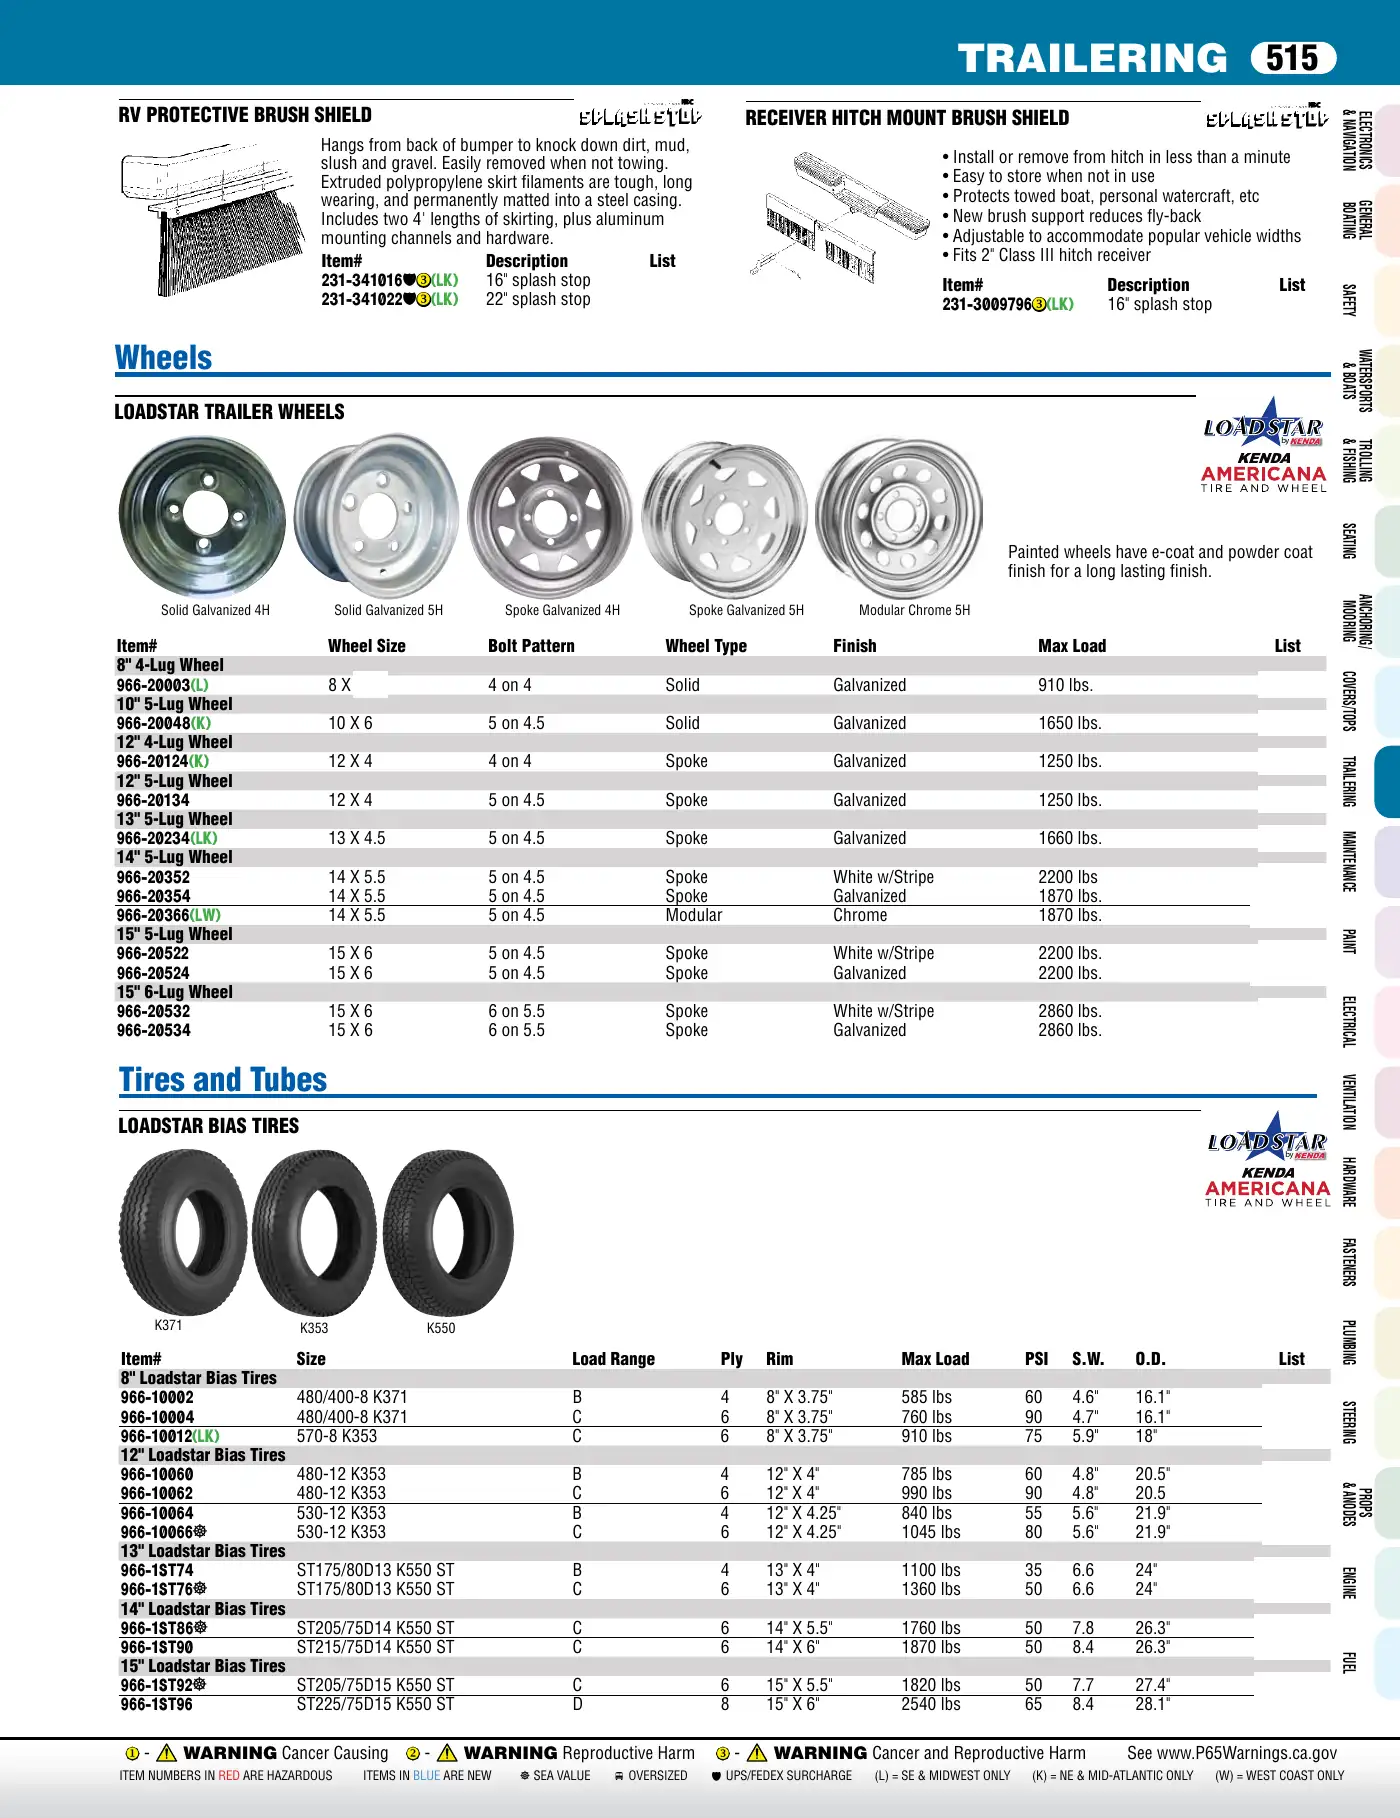 TRAILERING 515
RV PROTECTIVE BRUSH SHIELD
SPLASH STOP
Hangs from back of bumper to knock down dirt, mud,
slush and gravel. Easily removed when not towing.
Extruded polypropylene skirt filaments are tough, long
wearing, and permanently matted into a steel casing.
Includes two 4' lengths of skirting, plus aluminum
mounting channels and hardware.
Item# Description List
231-341016 3 (LK) 16" splash stop
231-341022 3 (LK) 22" splash stop
RECEIVER HITCH MOUNT BRUSH SHIELD
SPLASH STOP
• Install or remove from hitch in less than a minute
• Easy to store when not in use
• Protects towed boat, personal watercraft, etc
• New brush support reduces fly-back
• Adjustable to accommodate popular vehicle widths
• Fits 2" Class III hitch receiver
Item# Description List
231-3009796 3 (LK) 16" splash stop
Wheels
LOADSTAR TRAILER WHEELS
LOADSTAR
by KENDA
KENDA
AMERICANA
TIRE AND WHEEL
Painted wheels have e-coat and powder coat
finish for a long lasting finish.
Solid Galvanized 4H Solid Galvanized 5H Spoke Galvanized 4H Spoke Galvanized 5H Modular Chrome 5H
Item# Wheel Size Bolt Pattern Wheel Type Finish Max Load List
8" 4-Lug Wheel
966-20003(L) 8 X 4 on 4 Solid Galvanized 910 lbs.
10" 5-Lug Wheel
966-20048(K) 10 X 6 5 on 4.5 Solid Galvanized 1650 lbs.
12" 4-Lug Wheel
966-20124(K) 12 X 4 4 on 4 Spoke Galvanized 1250 lbs.
12" 5-Lug Wheel
966-20134 12 X 4 5 on 4.5 Spoke Galvanized 1250 lbs.
13" 5-Lug Wheel
966-20234(LK) 13 X 4.5 5 on 4.5 Spoke Galvanized 1660 lbs.
14" 5-Lug Wheel
966-20352 14 X 5.5 5 on 4.5 Spoke White w/Stripe 2200 lbs
966-20354 14 X 5.5 5 on 4.5 Spoke Galvanized 1870 lbs.
966-20366(LW) 14 X 5.5 5 on 4.5 Modular Chrome 1870 lbs.
15" 5-Lug Wheel
966-20522 15 X 6 5 on 4.5 Spoke White w/Stripe 2200 lbs.
966-20524 15 X 6 5 on 4.5 Spoke Galvanized 2200 lbs.
15" 6-Lug Wheel
966-20532 15 X 6 6 on 5.5 Spoke White w/Stripe 2860 lbs.
966-20534 15 X 6 6 on 5.5 Spoke Galvanized 2860 lbs.
Tires and Tubes
LOADSTAR BIAS TIRES
LOADSTAR
by KENDA
KENDA
AMERICANA
TIRE AND WHEEL
K371 K353 K550
Item# Size Load Range Ply Rim Max Load PSI S.W. O.D. List
8" Loadstar Bias Tires
966-10002 480/400-8 K371 B 4 8" X 3.75" 585 lbs 60 4.6" 16.1"
966-10004 480/400-8 K371 C 6 8" X 3.75" 760 lbs 90 4.7" 16.1"
966-10012(LK) 570-8 K353 C 6 8" X 3.75" 910 lbs 75 5.9" 18"
12" Loadstar Bias Tires
966-10060 480-12 K353 B 4 12" X 4" 785 lbs 60 4.8" 20.5"
966-10062 480-12 K353 C 6 12" X 4" 990 lbs 90 4.8" 20.5
966-10064 530-12 K353 B 4 12" X 4.25" 840 lbs 55 5.6" 21.9"
966-10066 530-12 K353 C 6 12" X 4.25" 1045 lbs 80 5.6" 21.9"
13" Loadstar Bias Tires
966-1ST74 ST175/80D13 K550 ST B 4 13" X 4" 1100 lbs 35 6.6 24"
966-1ST76 ST175/80D13 K550 ST C 6 13" X 4" 1360 lbs 50 6.6 24"
14" Loadstar Bias Tires
966-1ST86 ST205/75D14 K550 ST C 6 14" X 5.5" 1760 lbs 50 7.8 26.3"
966-1ST90 ST215/75D14 K550 ST C 6 14" X 6" 1870 lbs 50 8.4 26.3"
15" Loadstar Bias Tires
966-1ST92 ST205/75D15 K550 ST C 6 15" X 5.5" 1820 lbs 50 7.7 27.4"
966-1ST96 ST225/75D15 K550 ST D 8 15" X 6" 2540 lbs 65 8.4 28.1"
ELECTRONICS
& NAVIGATION
GENERAL
BOATING
SAFETY
WATERSPORTS
& BOATS
TROLLING
& FISHING
SEATING
ANCHORING/
MOORING
COVERS/TOPS
TRAILERING
MAINTENANCE
PAINT
ELECTRICAL
VENTILATION
HARDWARE
FASTENERS
PLUMBING
STEERING
PROPS
& ANODES
ENGINE
FUEL
1 - WARNING Cancer Causing 2 - WARNING Reproductive Harm 3 - WARNING Cancer and Reproductive Harm See www.P65Warnings.ca.gov
ITEM NUMBERS IN RED ARE HAZARDOUS ITEMS IN BLUE ARE NEW SEA VALUE OVERSIZED UPS/FEDEX SURCHARGE (L) = SE & MIDWEST ONLY (K) = NE & MID-ATLANTIC ONLY (W) = WEST COAST ONLY